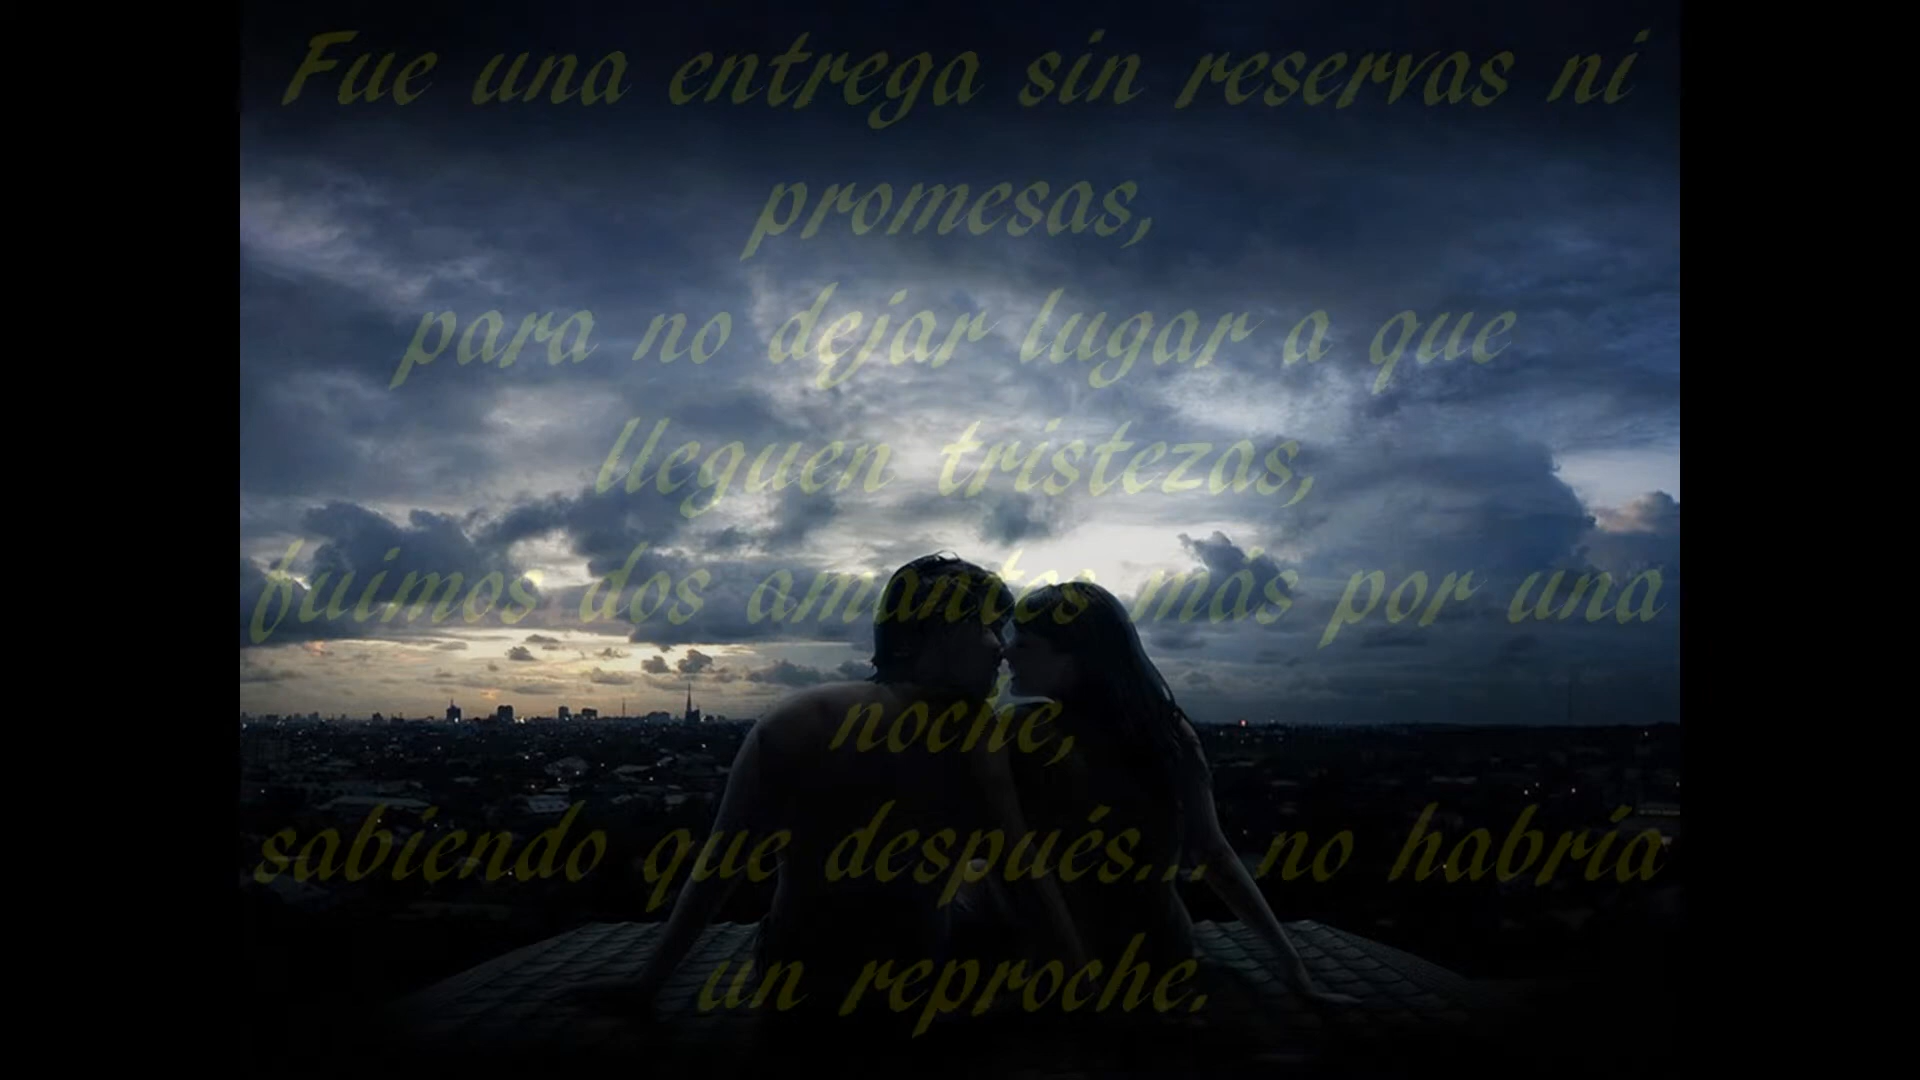 Fue una entrega sin reservas ni
promesas,
para no dejar lugar a que
lleguen tristezas,
fuimos dos amantes más por una
noche,
sabiendo que después... no habría
un reproche.